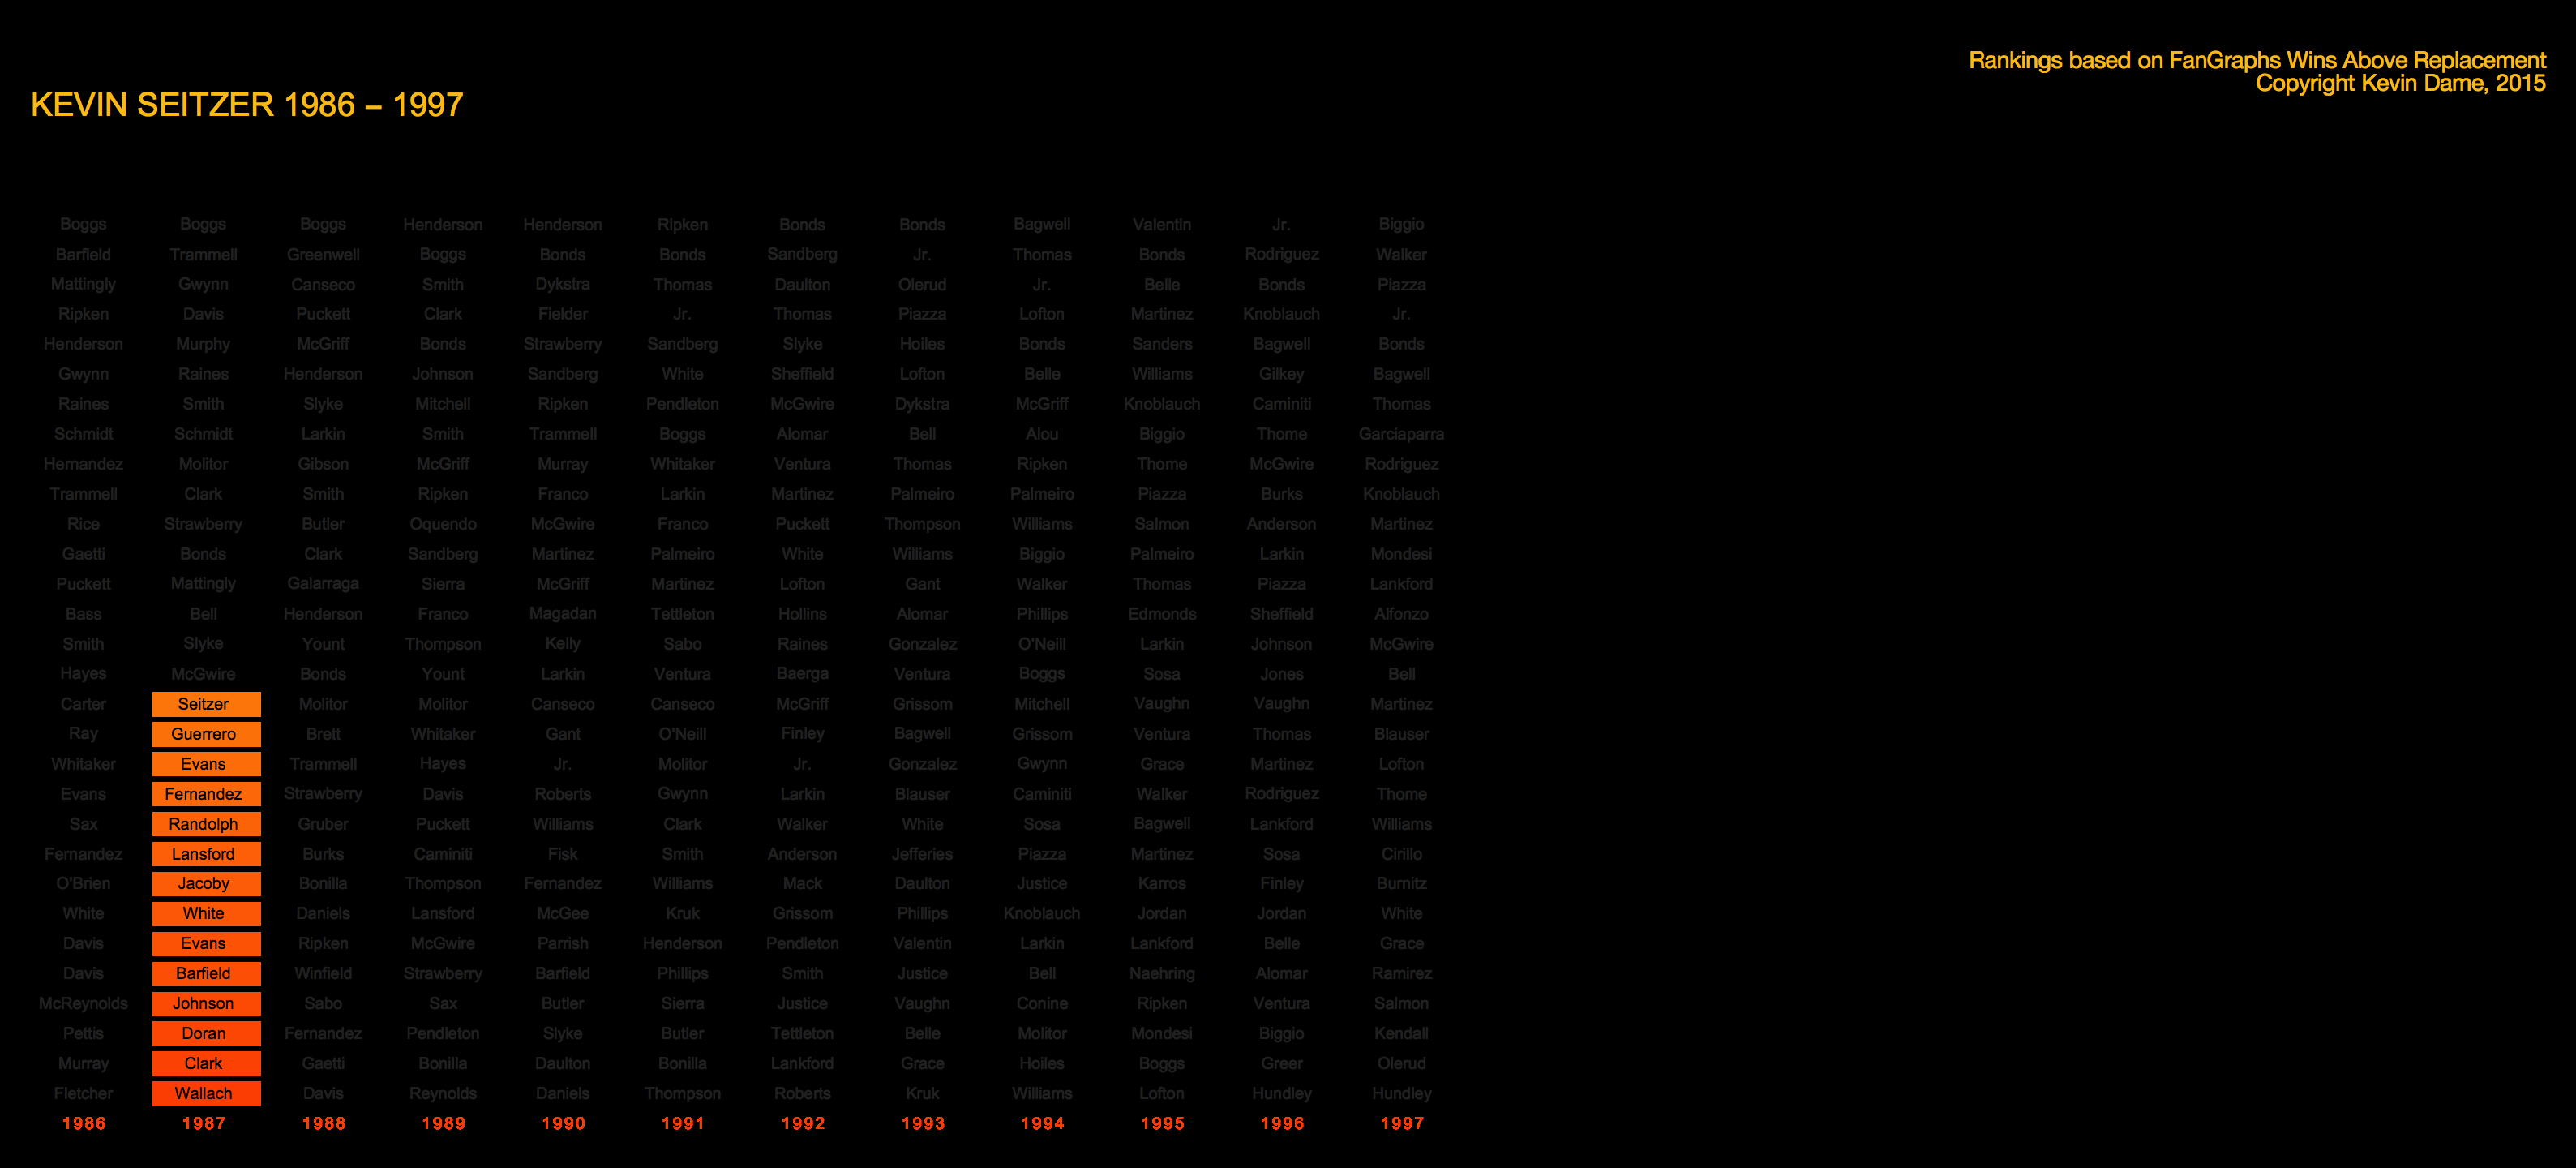 Rankings based on FanGraphs Wins Above Replacement
Copyright Kevin Dame, 2015
KEVIN SEITZER 1986 – 1997
Boggs Boggs Boggs Henderson Henderson Ripken Bonds Bonds Bagwell Valentin Jr. Biggio
Barfield Trammell Greenwell Boggs Bonds Bonds Sandberg Jr. Thomas Bonds Rodriguez Walker
Mattingly Gwynn Canseco Smith Dykstra Thomas Daulton Olerud Jr. Belle Bonds Piazza
Ripken Davis Puckett Clark Fielder Jr. Thomas Piazza Lofton Martinez Knoblauch Jr.
Henderson Murphy McGriff Bonds Strawberry Sandberg Slyke Hoiles Bonds Sanders Bagwell Bonds
Gwynn Raines Henderson Johnson Sandberg White Sheffield Lofton Belle Williams Gilkey Bagwell
Raines Smith Slyke Mitchell Ripken Pendleton McGwire Dykstra McGriff Knoblauch Caminiti Thomas
Schmidt Schmidt Larkin Smith Trammell Boggs Alomar Bell Alou Biggio Thome Garciaparra
Hernandez Molitor Gibson McGriff Murray Whitaker Ventura Thomas Ripken Thome McGwire Rodriguez
Trammell Clark Smith Ripken Franco Larkin Martinez Palmeiro Palmeiro Piazza Burks Knoblauch
Rice Strawberry Butler Oquendo McGwire Franco Puckett Thompson Williams Salmon Anderson Martinez
Gaetti Bonds Clark Sandberg Martinez Palmeiro White Williams Biggio Palmeiro Larkin Mondesi
Puckett Mattingly Galarraga Sierra McGriff Martinez Lofton Gant Walker Thomas Piazza Lankford
Bass Bell Henderson Franco Magadan Tettleton Hollins Alomar Phillips Edmonds Sheffield Alfonzo
Smith Slyke Yount Thompson Kelly Sabo Raines Gonzalez O'Neill Larkin Johnson McGwire
Hayes McGwire Bonds Yount Larkin Ventura Baerga Ventura Boggs Sosa Jones Bell
Carter Seitzer Molitor Molitor Canseco Canseco McGriff Grissom Mitchell Vaughn Vaughn Martinez
Ray Guerrero Brett Whitaker Gant O'Neill Finley Bagwell Grissom Ventura Thomas Blauser
Whitaker Evans Trammell Hayes Jr. Molitor Jr. Gonzalez Gwynn Grace Martinez Lofton
Evans Fernandez Strawberry Davis Roberts Gwynn Larkin Blauser Caminiti Walker Rodriguez Thome
Sax Randolph Gruber Puckett Williams Clark Walker White Sosa Bagwell Lankford Williams
Fernandez Lansford Burks Caminiti Fisk Smith Anderson Jefferies Piazza Martinez Sosa Cirillo
O'Brien Jacoby Bonilla Thompson Fernandez Williams Mack Daulton Justice Karros Finley Burnitz
White White Daniels Lansford McGee Kruk Grissom Phillips Knoblauch Jordan Jordan White
Davis Evans Ripken McGwire Parrish Henderson Pendleton Valentin Larkin Lankford Belle Grace
Davis Barfield Winfield Strawberry Barfield Phillips Smith Justice Bell Naehring Alomar Ramirez
McReynolds Johnson Sabo Sax Butler Sierra Justice Vaughn Conine Ripken Ventura Salmon
Pettis Doran Fernandez Pendleton Slyke Butler Tettleton Belle Molitor Mondesi Biggio Kendall
Murray Clark Gaetti Bonilla Daulton Bonilla Lankford Grace Hoiles Boggs Greer Olerud
Fletcher Wallach Davis Reynolds Daniels Thompson Roberts Kruk Williams Lofton Hundley Hundley
1986 1987 1988 1989 1990 1991 1992 1993 1994 1995 1996 1997